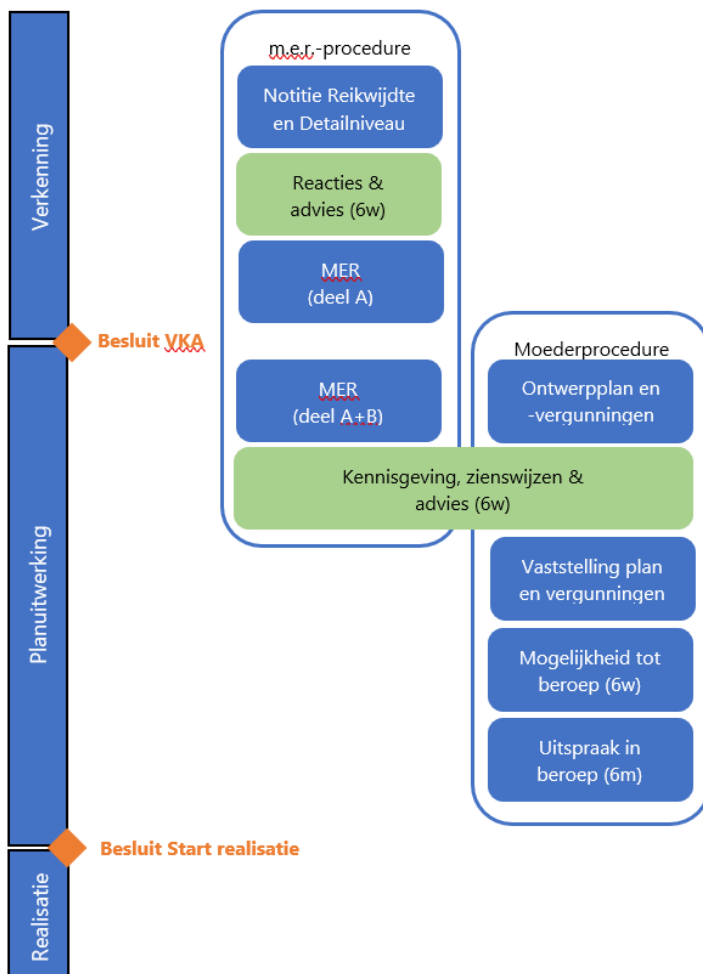 Verkenning
m.e.r.-procedure
Notitie Reikwijdte
en Detailniveau
Reacties &
advies (6w)
MER
(deel A)
Besluit VKA
Planuitwerking
MER
(deel A+B)
Moederprocedure
Ontwerpplan en
-vergunningen
Kennisgeving, zienswijzen &
advies (6w)
Vaststelling plan
en vergunningen
Mogelijkheid tot
beroep (6w)
Uitspraak in
beroep (6m)
Besluit Start realisatie
Realisatie